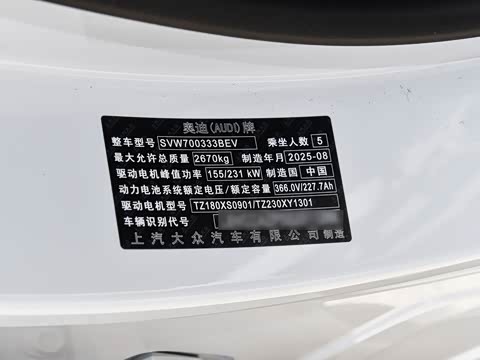 奥迪(AUDI)牌
整车型号 SVW700333BEV 乘坐人数 5
最大允许总质量 2670kg 制造年月 2025-08
驱动电机峰值功率 155/231 kW 制造国 中国
动力电池系统额定电压/额定容量 366.0V/227.7Ah
驱动电机型号 TZ180XS0901/TZ230XY1301
车辆识别代号
上汽大众汽车有限公司制造